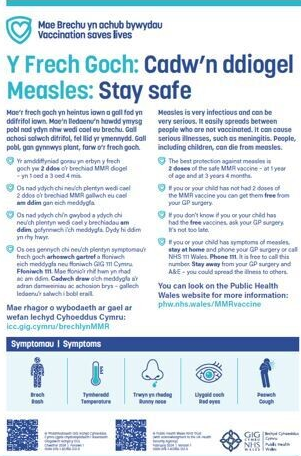 Mae Brechu yn achub bywydau
Vaccination saves lives
Y Frech Goch: Cadw'n ddiogel
Measles: Stay safe
Mae'r frech goch yn heintus iawn a gall fod yn
ddifrifol iawn. Mae'n lledaenu'n hawdd ymysg
pobl nad ydyn nhw wedi cael eu brechu. Gall
achosi salwch difrifol, fel llid yr ymennydd. Gall
pobl, gan gynnwys plant, farw o'r frech goch.
Yr amddiffyniad gorau yn erbyn y frech
goch yw 2 ddos o'r brechiad MMR diogel
– yn 1 oed a 3 oed 4 mis.
Os nad ydych chi neu'ch plentyn wedi cael
2 ddos o'r brechiad MMR gallwch eu cael
am ddim gan eich meddygfa.
Os nad ydych chi'n gwybod a ydych chi
neu'ch plentyn wedi cael y brechiadau am
ddim, gofynnwch i'ch meddygfa. Dydy hi ddim
yn rhy hwyr.
Os oes gennych chi neu'ch plentyn symptomau'r
frech goch arhoswch gartref a ffoniwch
eich meddygfa neu ffoniwch GIG 111 Cymru.
Ffoniwch 111. Mae ffonio'r rhif hwn yn rhad
ac am ddim. Cadwch draw o'ch meddygfa a'r
adran damweiniau ac achosion brys – gallech
ledaenu'r salwch i bobl eraill.
Mae rhagor o wybodaeth ar gael ar
wefan Iechyd Cyhoeddus Cymru:
icc.gig.cymru/brechlynMMR
Measles is very infectious and can be
very serious. It easily spreads between
people who are not vaccinated. It can cause
serious illnesses, such as meningitis. People,
including children, can die from measles.
The best protection against measles is
2 doses of the safe MMR vaccine - at 1 year
of age and at 3 years 4 months.
If you or your child has not had 2 doses of
the MMR vaccine you can get them free from
your GP surgery.
If you don't know if you or your child has
had the free vaccines, ask your GP surgery.
It's not too late.
If you or your child has symptoms of measles,
stay at home and phone your GP surgery or call
NHS 111 Wales. Phone 111. It is free to call this
number. Stay away from your GP surgery and
A&E – you could spread the illness to others.
You can look on the Public Health
Wales website for more information:
phw.nhs.wales/MMRvaccine
Symptomau | Symptoms
Brech
Rash
Tymheredd
Temperature
Trwyn yn rhedeg
Runny nose
Llygaid coch
Red eyes
Peswch
Cough
GIG
CYMRU
NHS
WALES
Iechyd Cyhoeddus
Cymru
Public Health
Wales